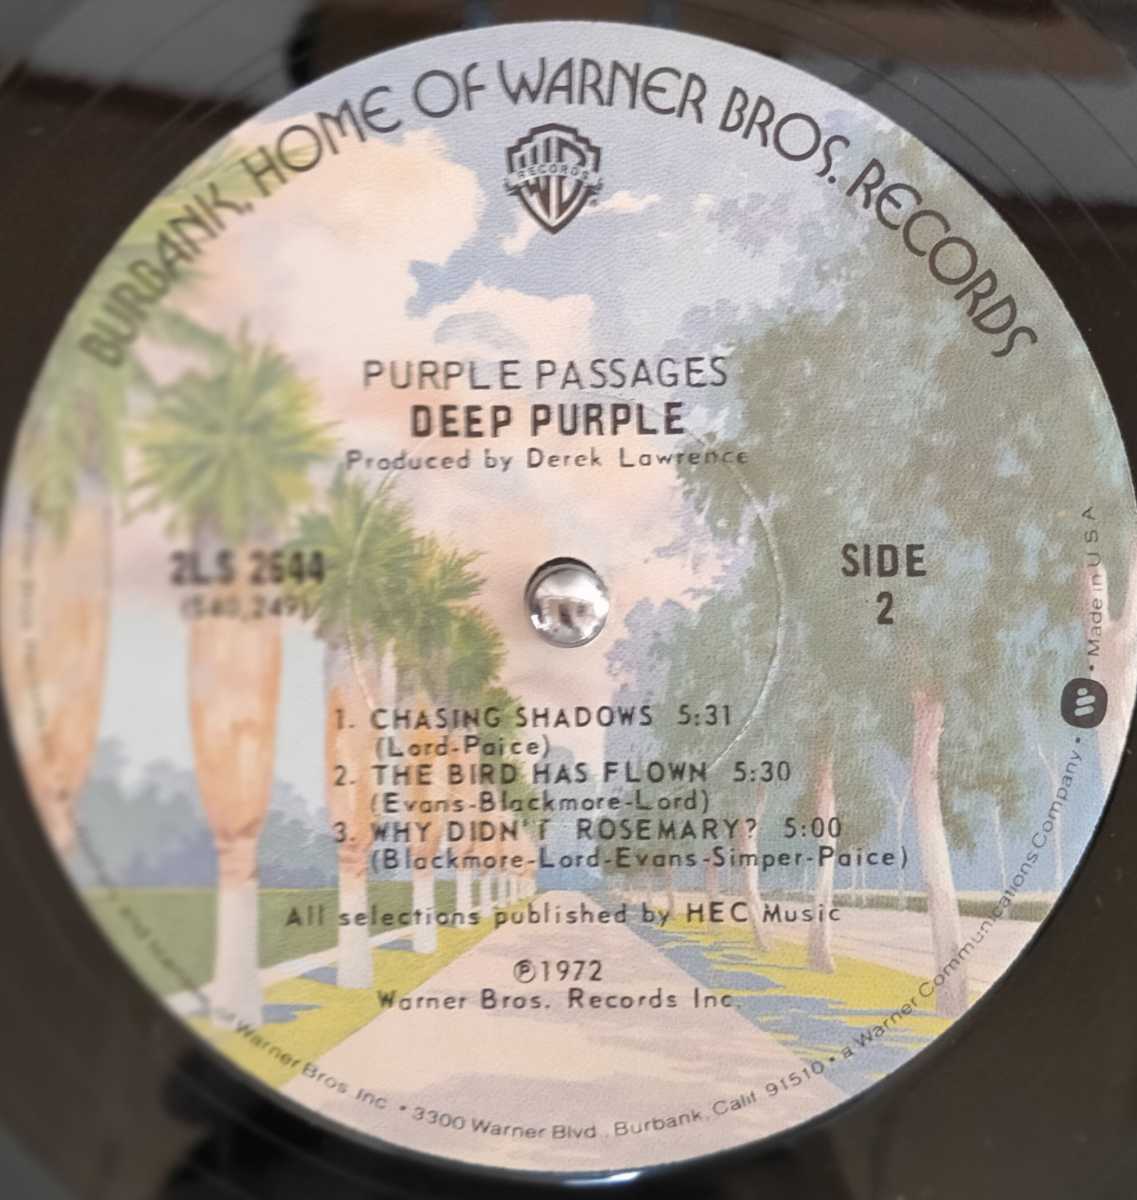 BURBANK, HOME OF WARNER BROS. RECORDS
WB
RECORDS
PURPLE PASSAGES
DEEP PURPLE
Produced by Derek Lawrence
2LS 2644
(S40,249)
SIDE
2
1. CHASING SHADOWS 5:31
(Lord-Paice)
2. THE BIRD HAS FLOWN 5:30
(Evans-Blackmore-Lord)
3. WHY DIDN'T ROSEMARY? 5:00
(Blackmore-Lord-Evans-Simper-Paice)
All selections published by HEC Music
℗1972
Warner Bros. Records Inc.
of Warner Bros. Inc. • 3300 Warner Blvd., Burbank, Calif. 91510 • a Warner Communications Company • W • Made in U S A